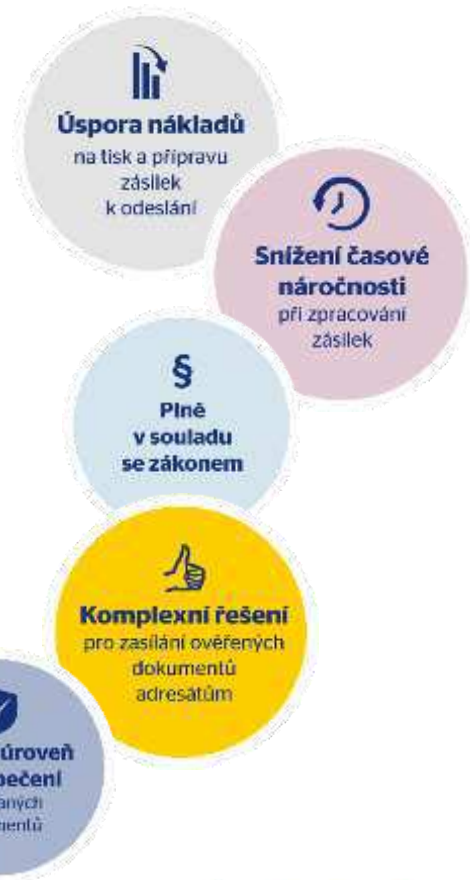 Úspora nákladů
na tisk a přípravu
zásilek
k odeslání
Snížení časové
náročnosti
při zpracování
zásilek
§
Plně
v souladu
se zákonem
Komplexní řešení
pro zasílání ověřených
dokumentů
adresátům
úroveň